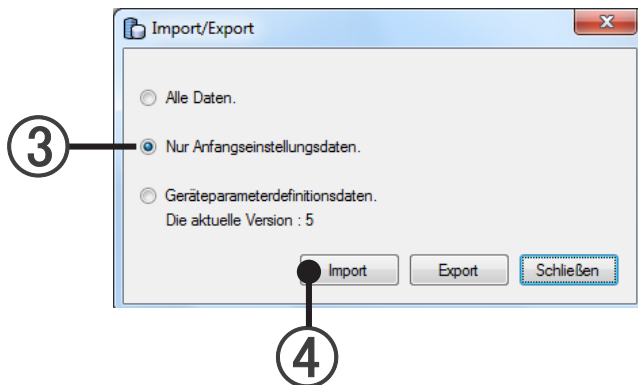 Import/Export
Alle Daten.
③
Nur Anfangseinstellungsdaten.
Geräteparameterdefinitionsdaten.
Die aktuelle Version : 5
Import
Export
Schließen
④